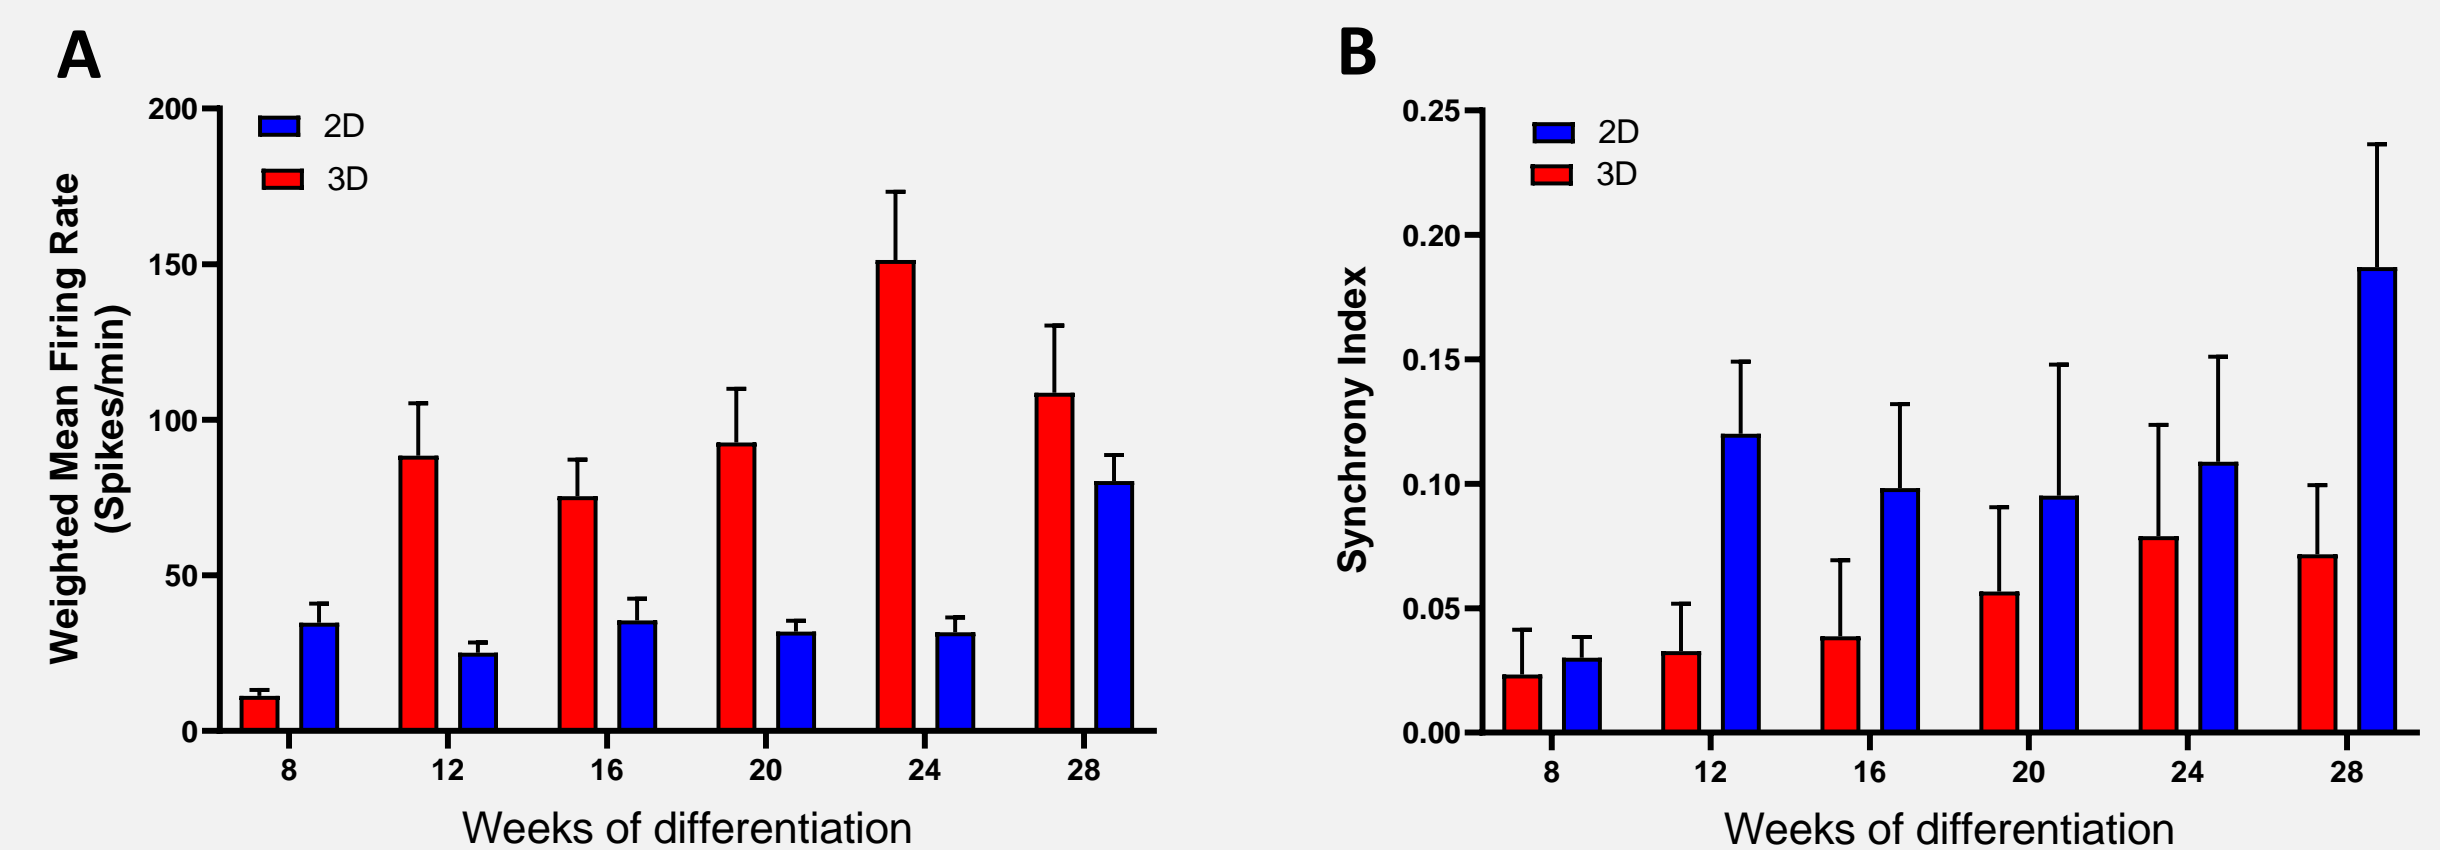 A
200
150
100
50
0
2D
3D
Weighted Mean Firing Rate
(Spikes/min)
8 12 16 20 24 28
Weeks of differentiation
B
0.25
0.20
0.15
0.10
0.05
0.00
2D
3D
Synchrony Index
8 12 16 20 24 28
Weeks of differentiation